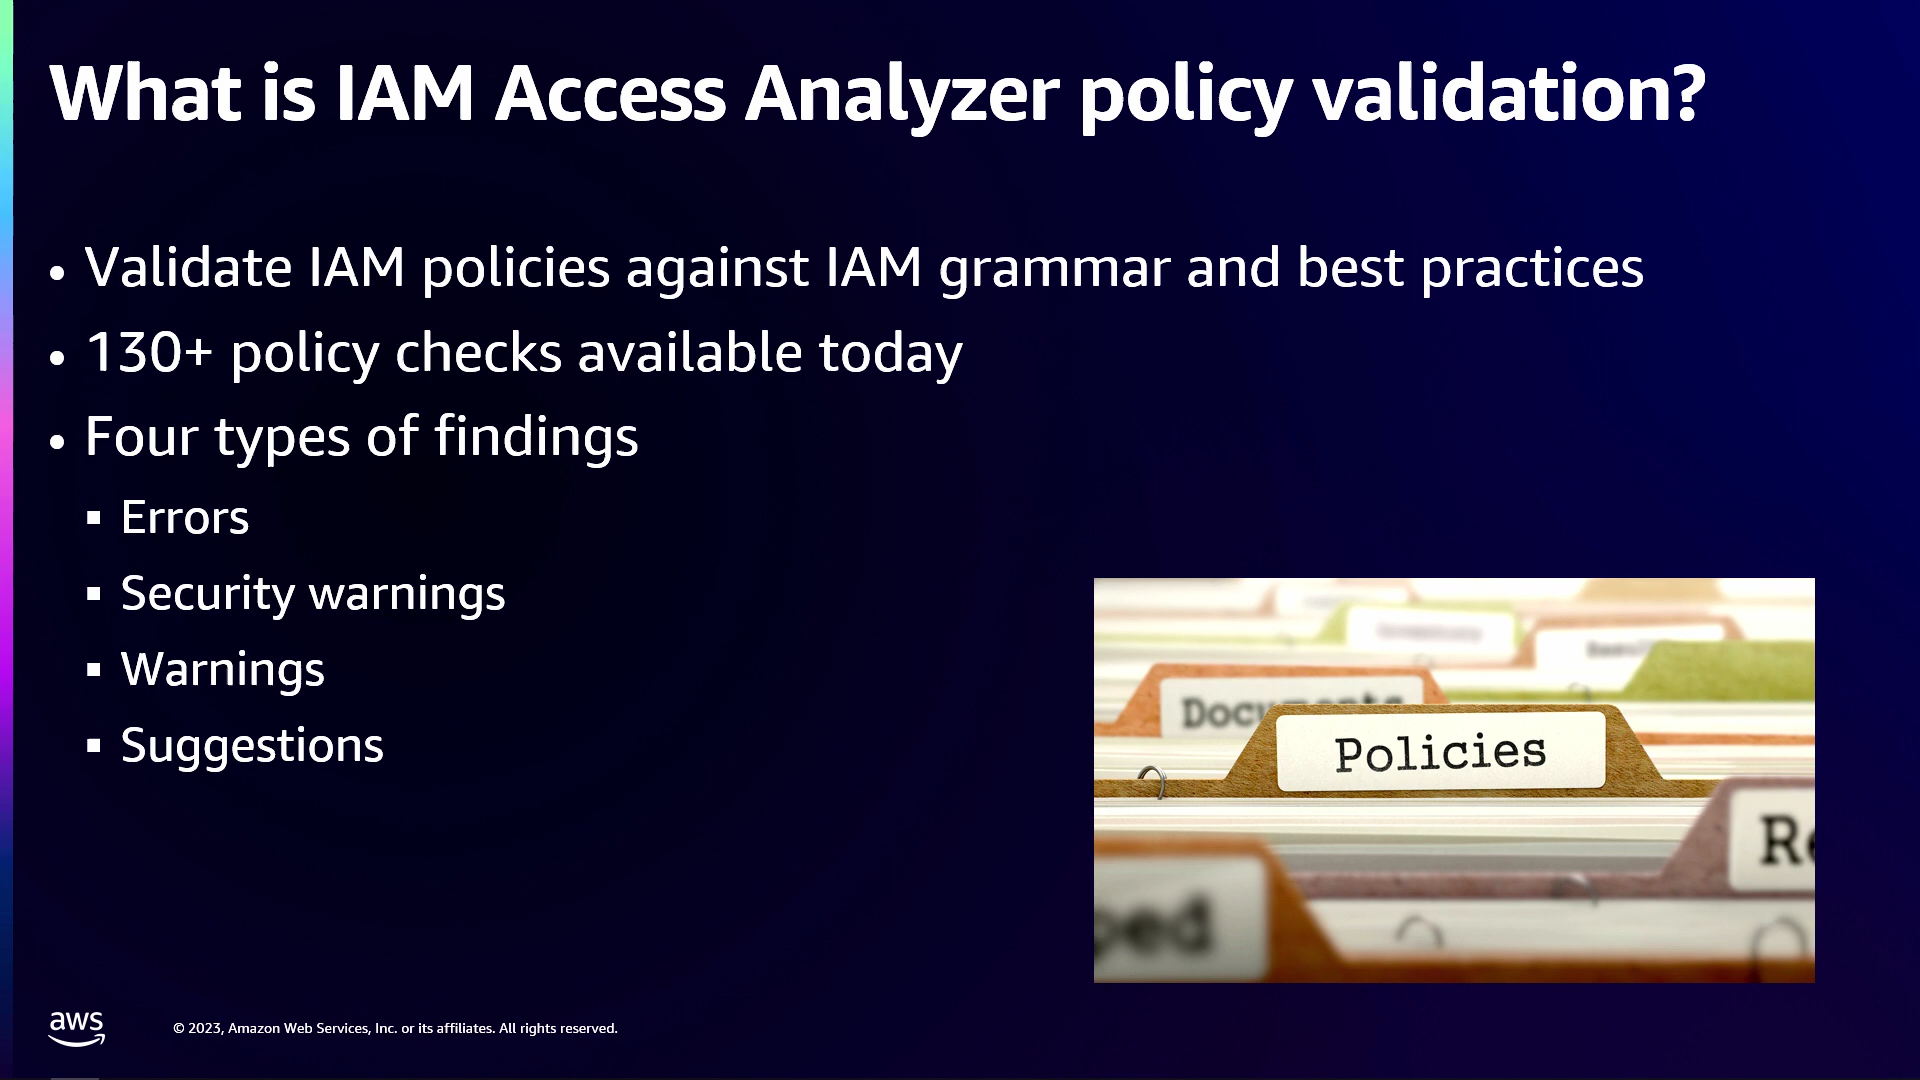 What is IAM Access Analyzer policy validation?
• Validate IAM policies against IAM grammar and best practices
• 130+ policy checks available today
• Four types of findings
▪ Errors
▪ Security warnings
▪ Warnings
▪ Suggestions
Documents
Policies
aws
© 2023, Amazon Web Services, Inc. or its affiliates. All rights reserved.